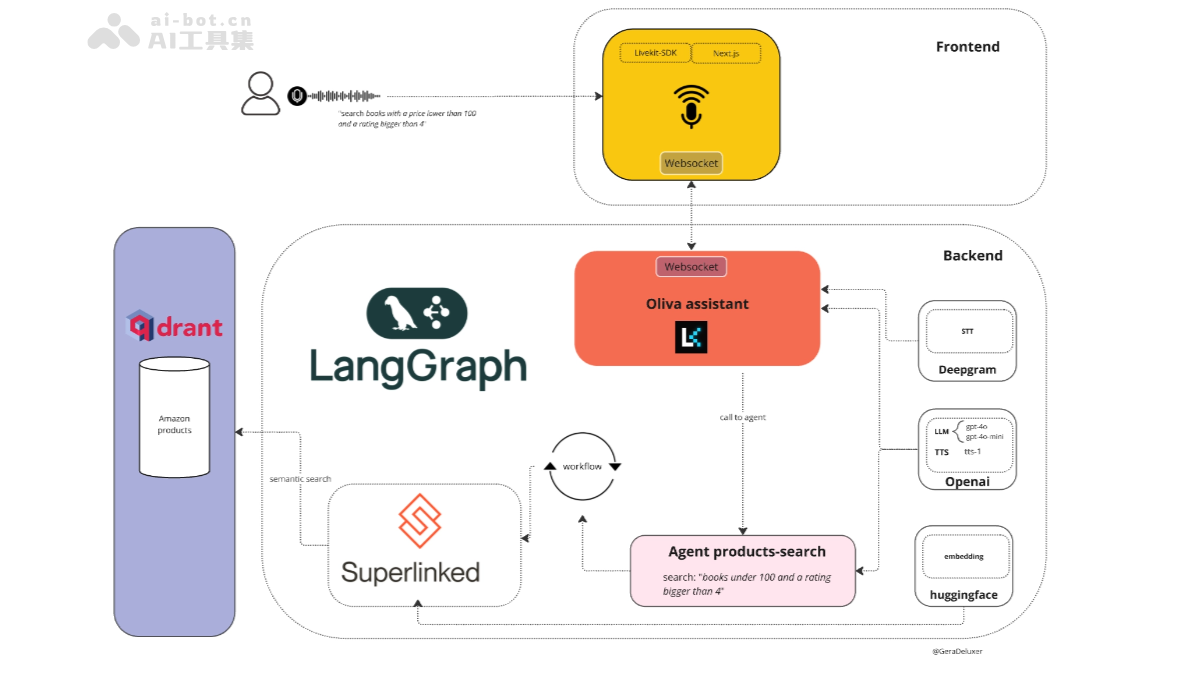 ai-bot.cn
AI工具集
Frontend
Livekit-SDK
Next.js
"search books with a price lower than 100
and a rating bigger than 4"
Websocket
Backend
Websocket
Oliva assistant
qdrant
Amazon
products
LangGraph
STT
Deepgram
call to agent
LLM
gpt-4o
gpt-4o-mini
TTS
tts-1
Openai
workflow
semantic search
Superlinked
Agent products-search
search: "books under 100 and a rating
bigger than 4"
embedding
huggingface
@GeraDeluxer